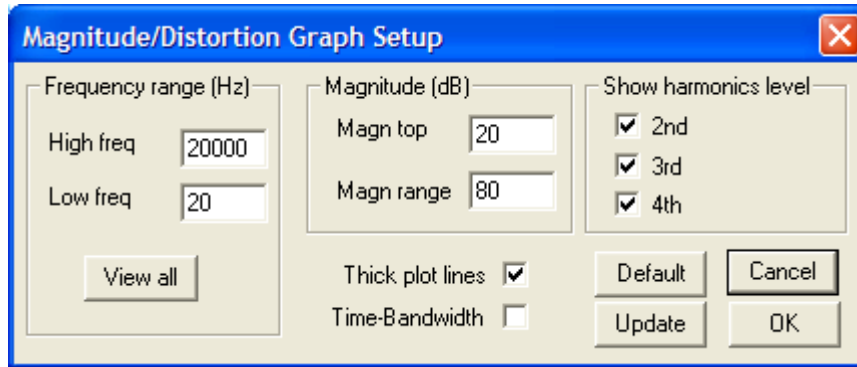 Magnitude/Distortion Graph Setup
Frequency range (Hz)
High freq 20000
Low freq 20
View all
Magnitude (dB)
Magn top 20
Magn range 80
Show harmonics level
2nd
3rd
4th
Thick plot lines
Time-Bandwidth
Default
Cancel
Update
OK